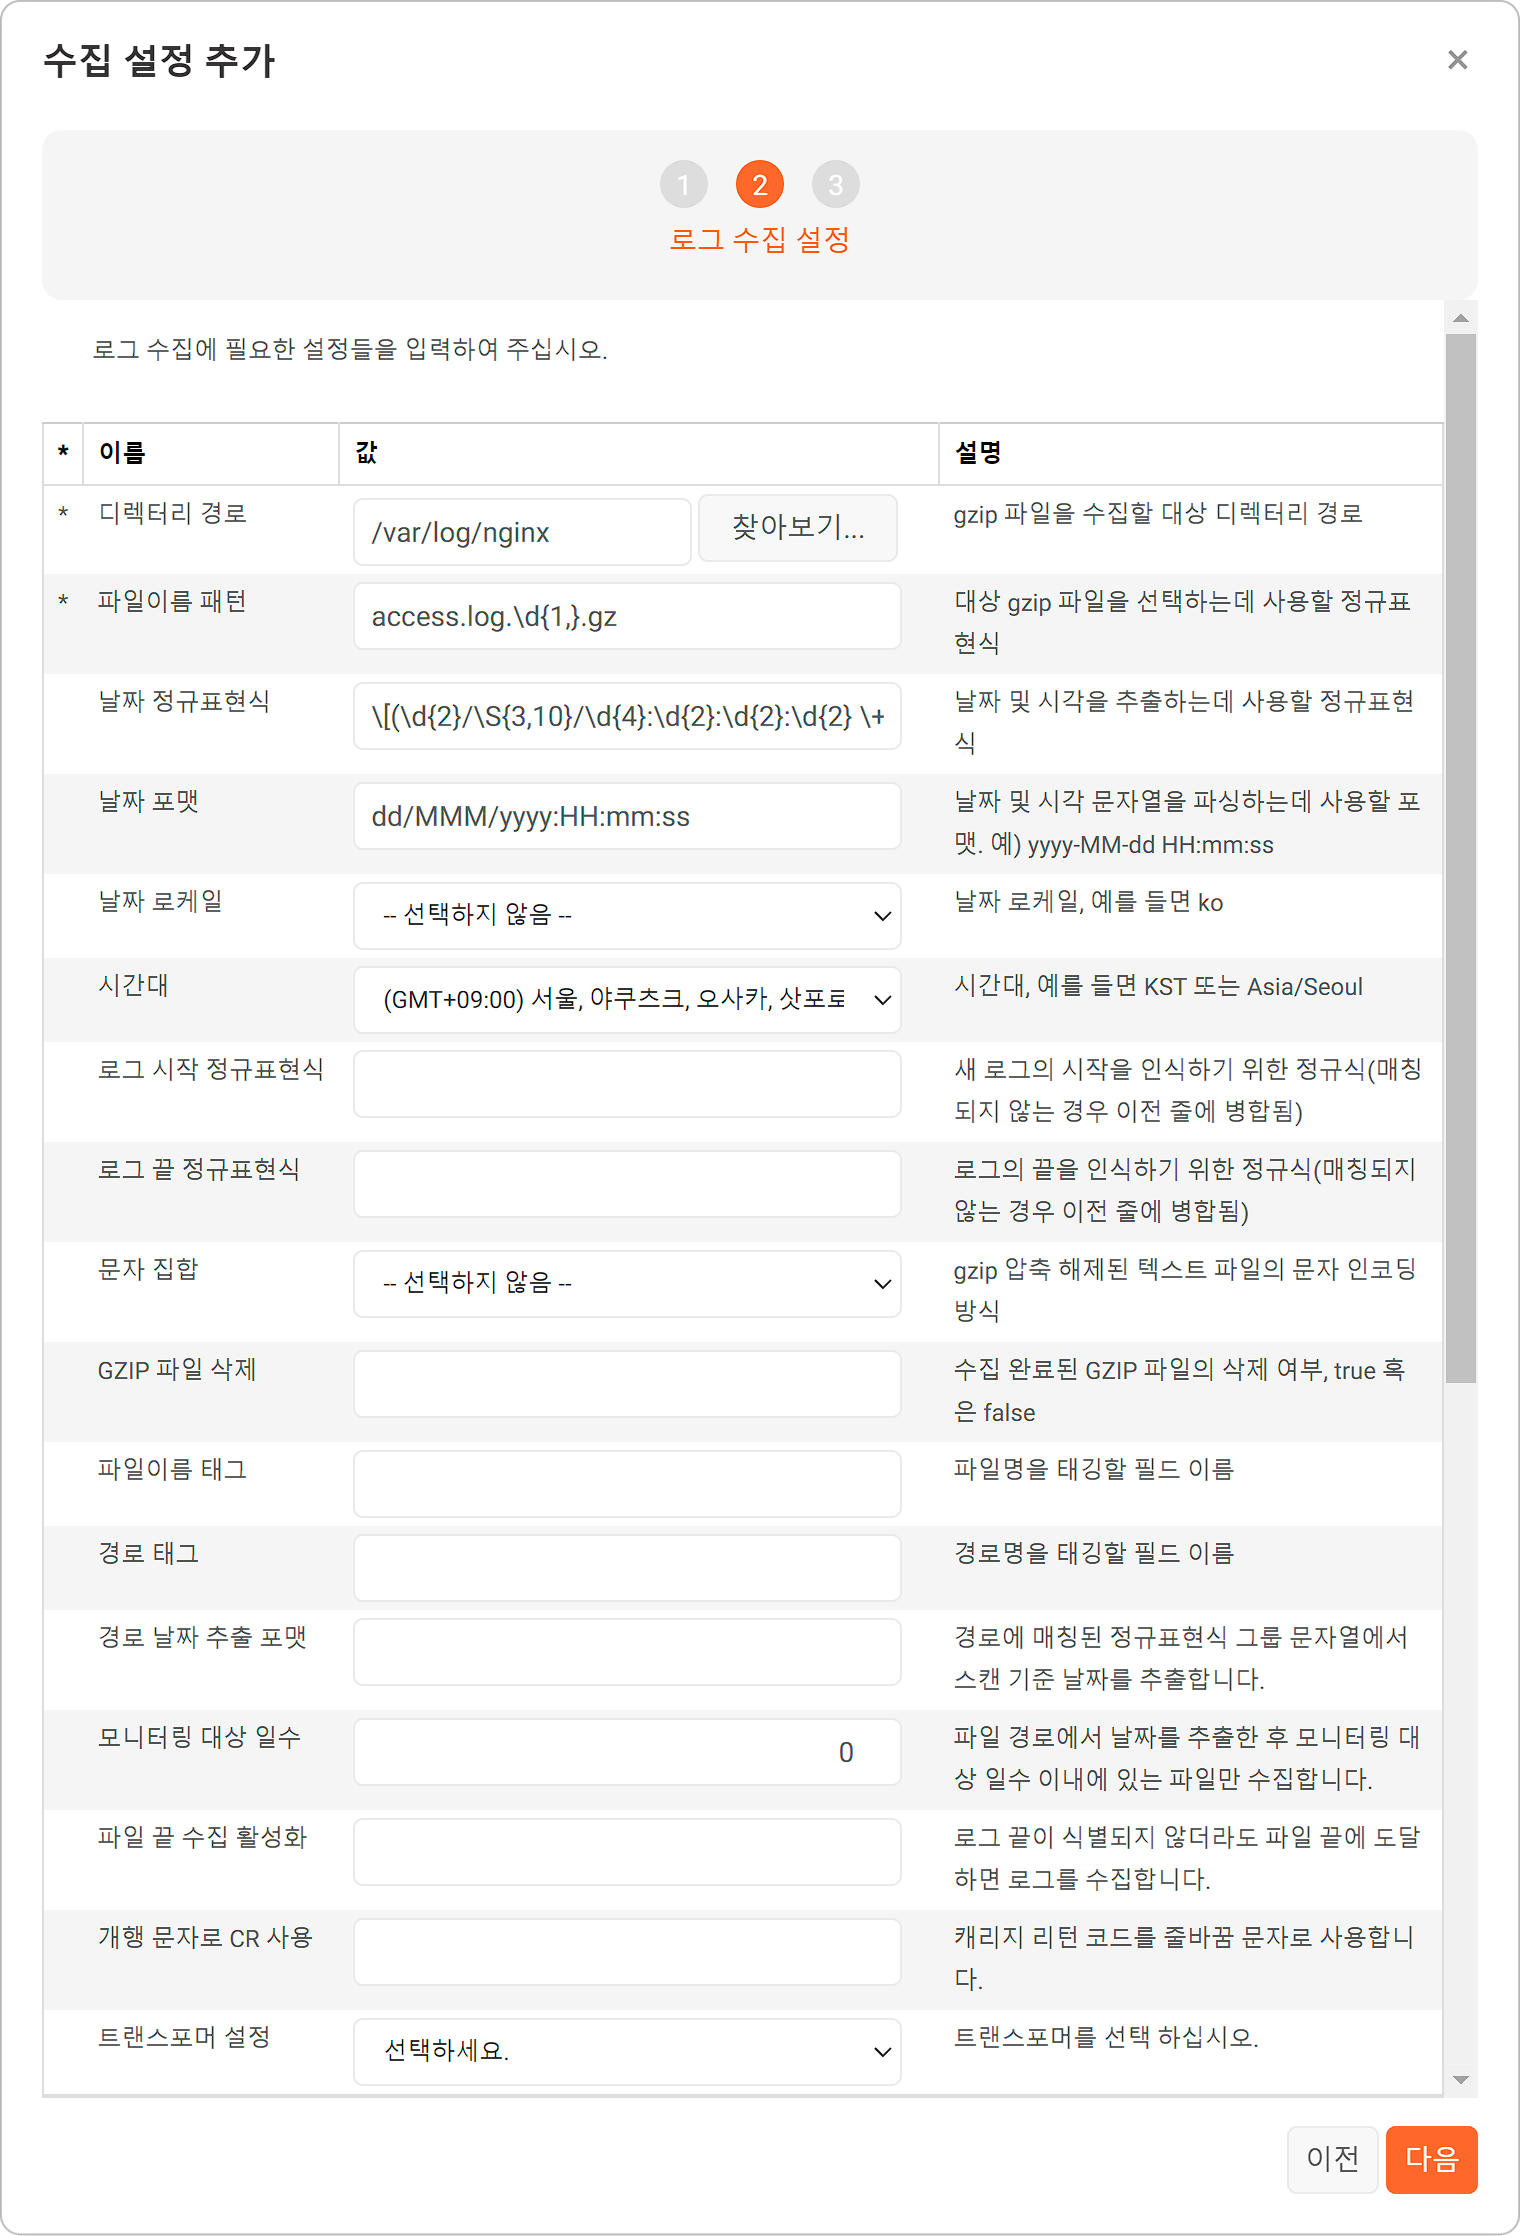 수집 설정 추가
×
1 2 3
로그 수집 설정
로그 수집에 필요한 설정들을 입력하여 주십시오.
* 이름 값 설명
* 디렉터리 경로 /var/log/nginx 찾아보기... gzip 파일을 수집할 대상 디렉터리 경로
* 파일이름 패턴 access.log.\d{1,}.gz 대상 gzip 파일을 선택하는데 사용할 정규표
현식
날짜 정규표현식 \[(\d{2}/\S{3,10}/\d{4}:\d{2}:\d{2}:\d{2} \+ 날짜 및 시각을 추출하는데 사용할 정규표현
식
날짜 포맷 dd/MMM/yyyy:HH:mm:ss 날짜 및 시각 문자열을 파싱하는데 사용할 포
맷. 예) yyyy-MM-dd HH:mm:ss
날짜 로케일 -- 선택하지 않음 -- 날짜 로케일, 예를 들면 ko
시간대 (GMT+09:00) 서울, 야쿠츠크, 오사카, 삿포로 시간대, 예를 들면 KST 또는 Asia/Seoul
로그 시작 정규표현식 새 로그의 시작을 인식하기 위한 정규식(매칭
되지 않는 경우 이전 줄에 병합됨)
로그 끝 정규표현식 로그의 끝을 인식하기 위한 정규식(매칭되지
않는 경우 이전 줄에 병합됨)
문자 집합 -- 선택하지 않음 -- gzip 압축 해제된 텍스트 파일의 문자 인코딩
방식
GZIP 파일 삭제 수집 완료된 GZIP 파일의 삭제 여부, true 혹
은 false
파일이름 태그 파일명을 태깅할 필드 이름
경로 태그 경로명을 태깅할 필드 이름
경로 날짜 추출 포맷 경로에 매칭된 정규표현식 그룹 문자열에서
스캔 기준 날짜를 추출합니다.
모니터링 대상 일수 0 파일 경로에서 날짜를 추출한 후 모니터링 대
상 일수 이내에 있는 파일만 수집합니다.
파일 끝 수집 활성화 로그 끝이 식별되지 않더라도 파일 끝에 도달
하면 로그를 수집합니다.
개행 문자로 CR 사용 캐리지 리턴 코드를 줄바꿈 문자로 사용합니
다.
트랜스포머 설정 선택하세요. 트랜스포머를 선택 하십시오.
이전 다음